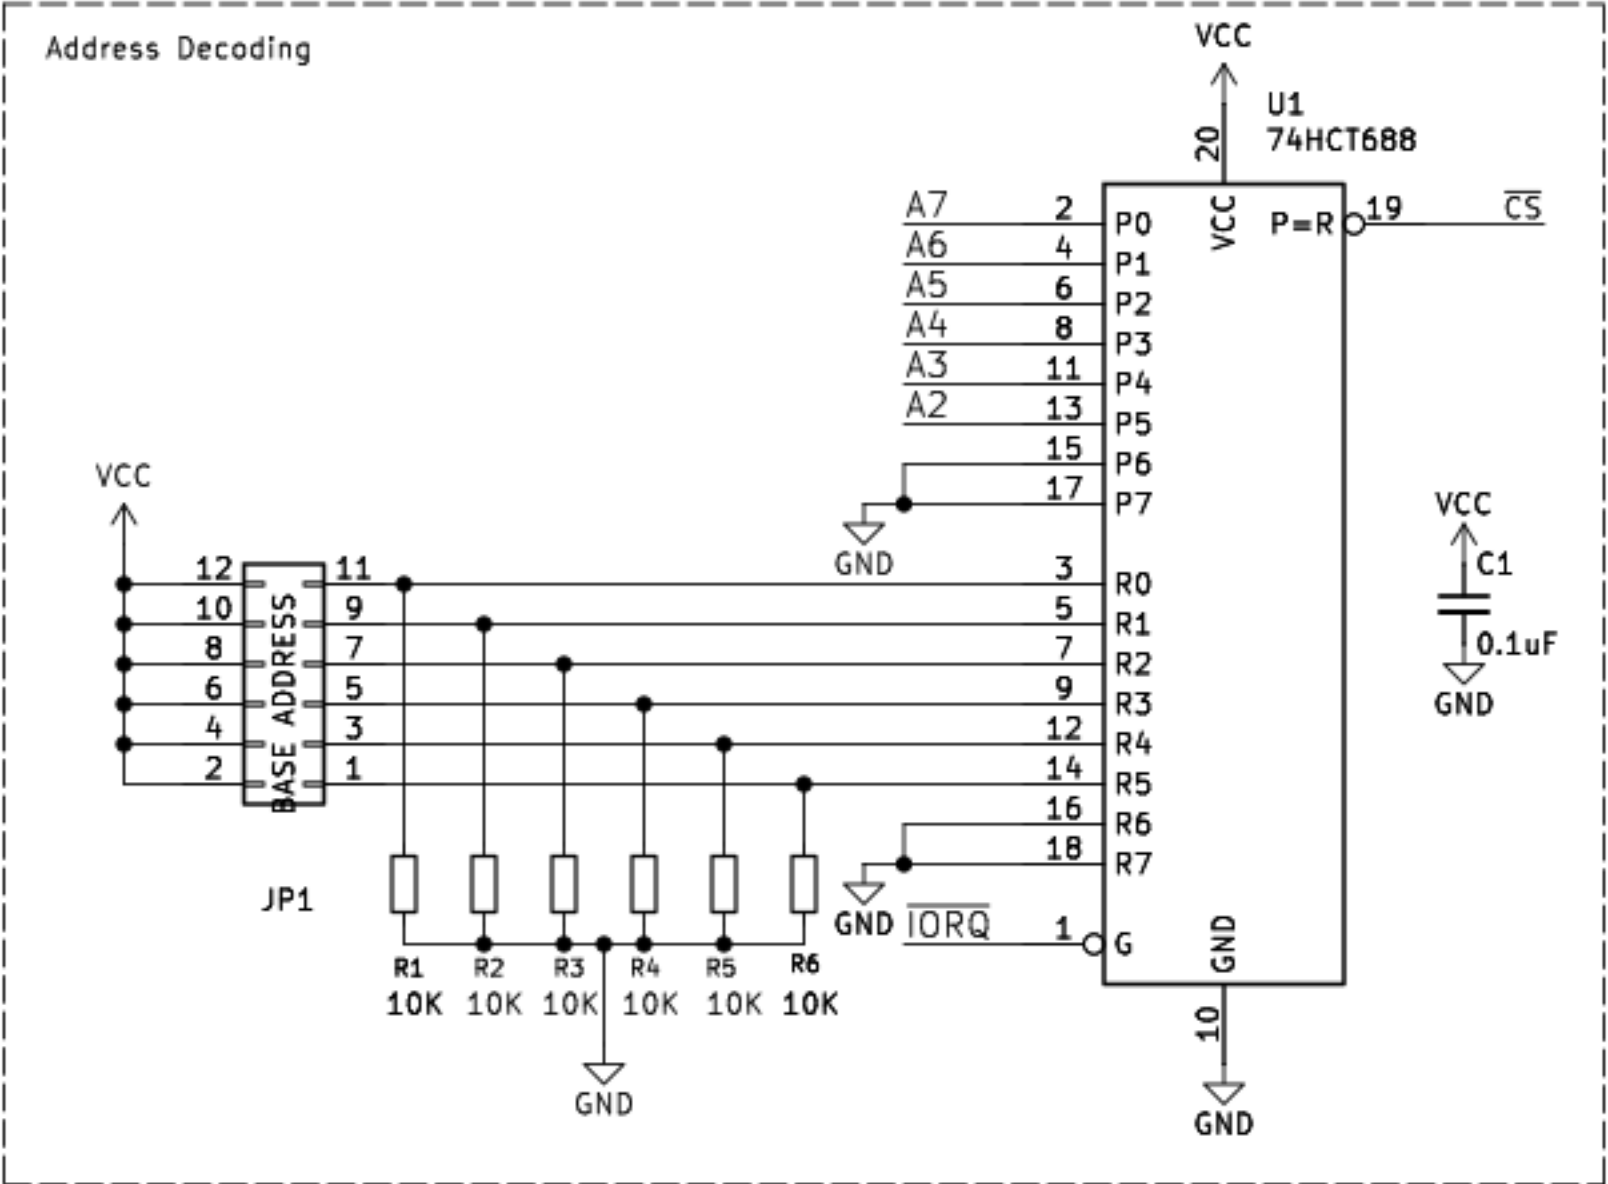 Address Decoding
VCC
U1
74HCT688
20
A7 2 P0 VCC P=R 19 C̅S̅
A6 4 P1
A5 6 P2
A4 8 P3
A3 11 P4
A2 13 P5
15 P6
17 P7
GND
VCC
12 11 3 R0
10 9 5 R1
8 7 7 R2
6 5 9 R3
4 3 12 R4
2 1 14 R5
BASE ADDRESS
JP1
16 R6
18 R7
GND
I̅O̅R̅Q̅ 1 G
GND
10
GND
R1 R2 R3 R4 R5 R6
10K 10K 10K 10K 10K 10K
GND
VCC
C1
0.1uF
GND